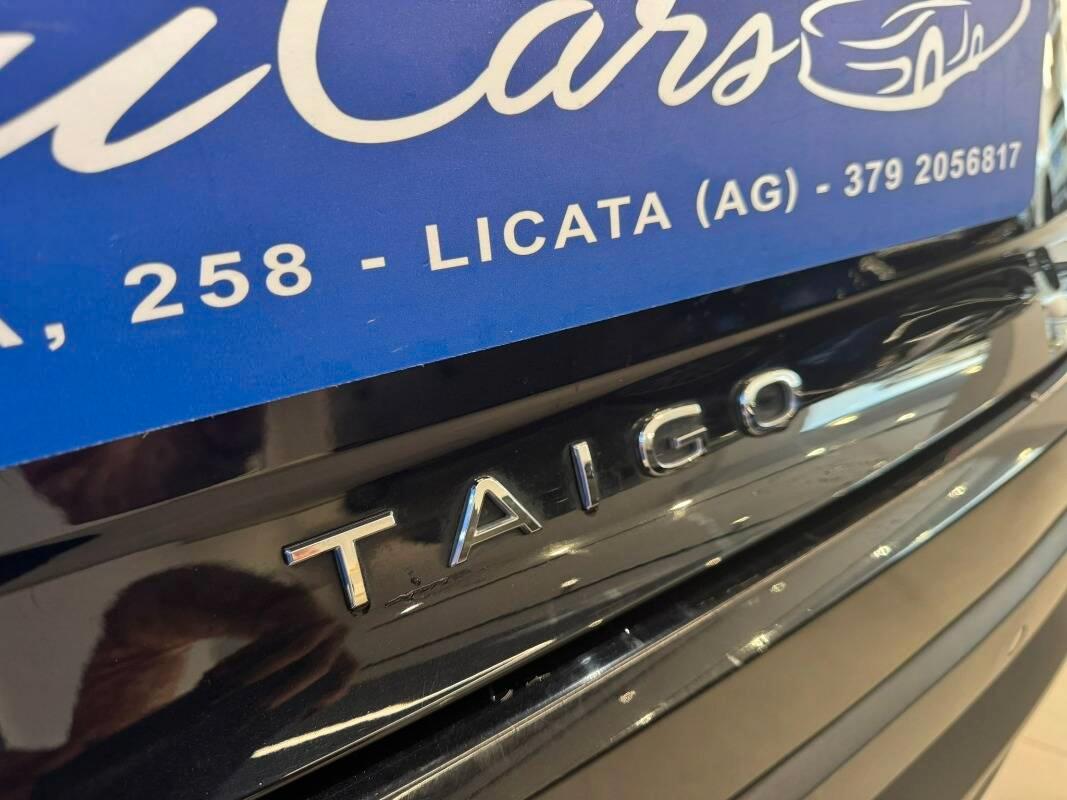 Cars
, 258 - LICATA (AG) - 379 2056817
TAIGO